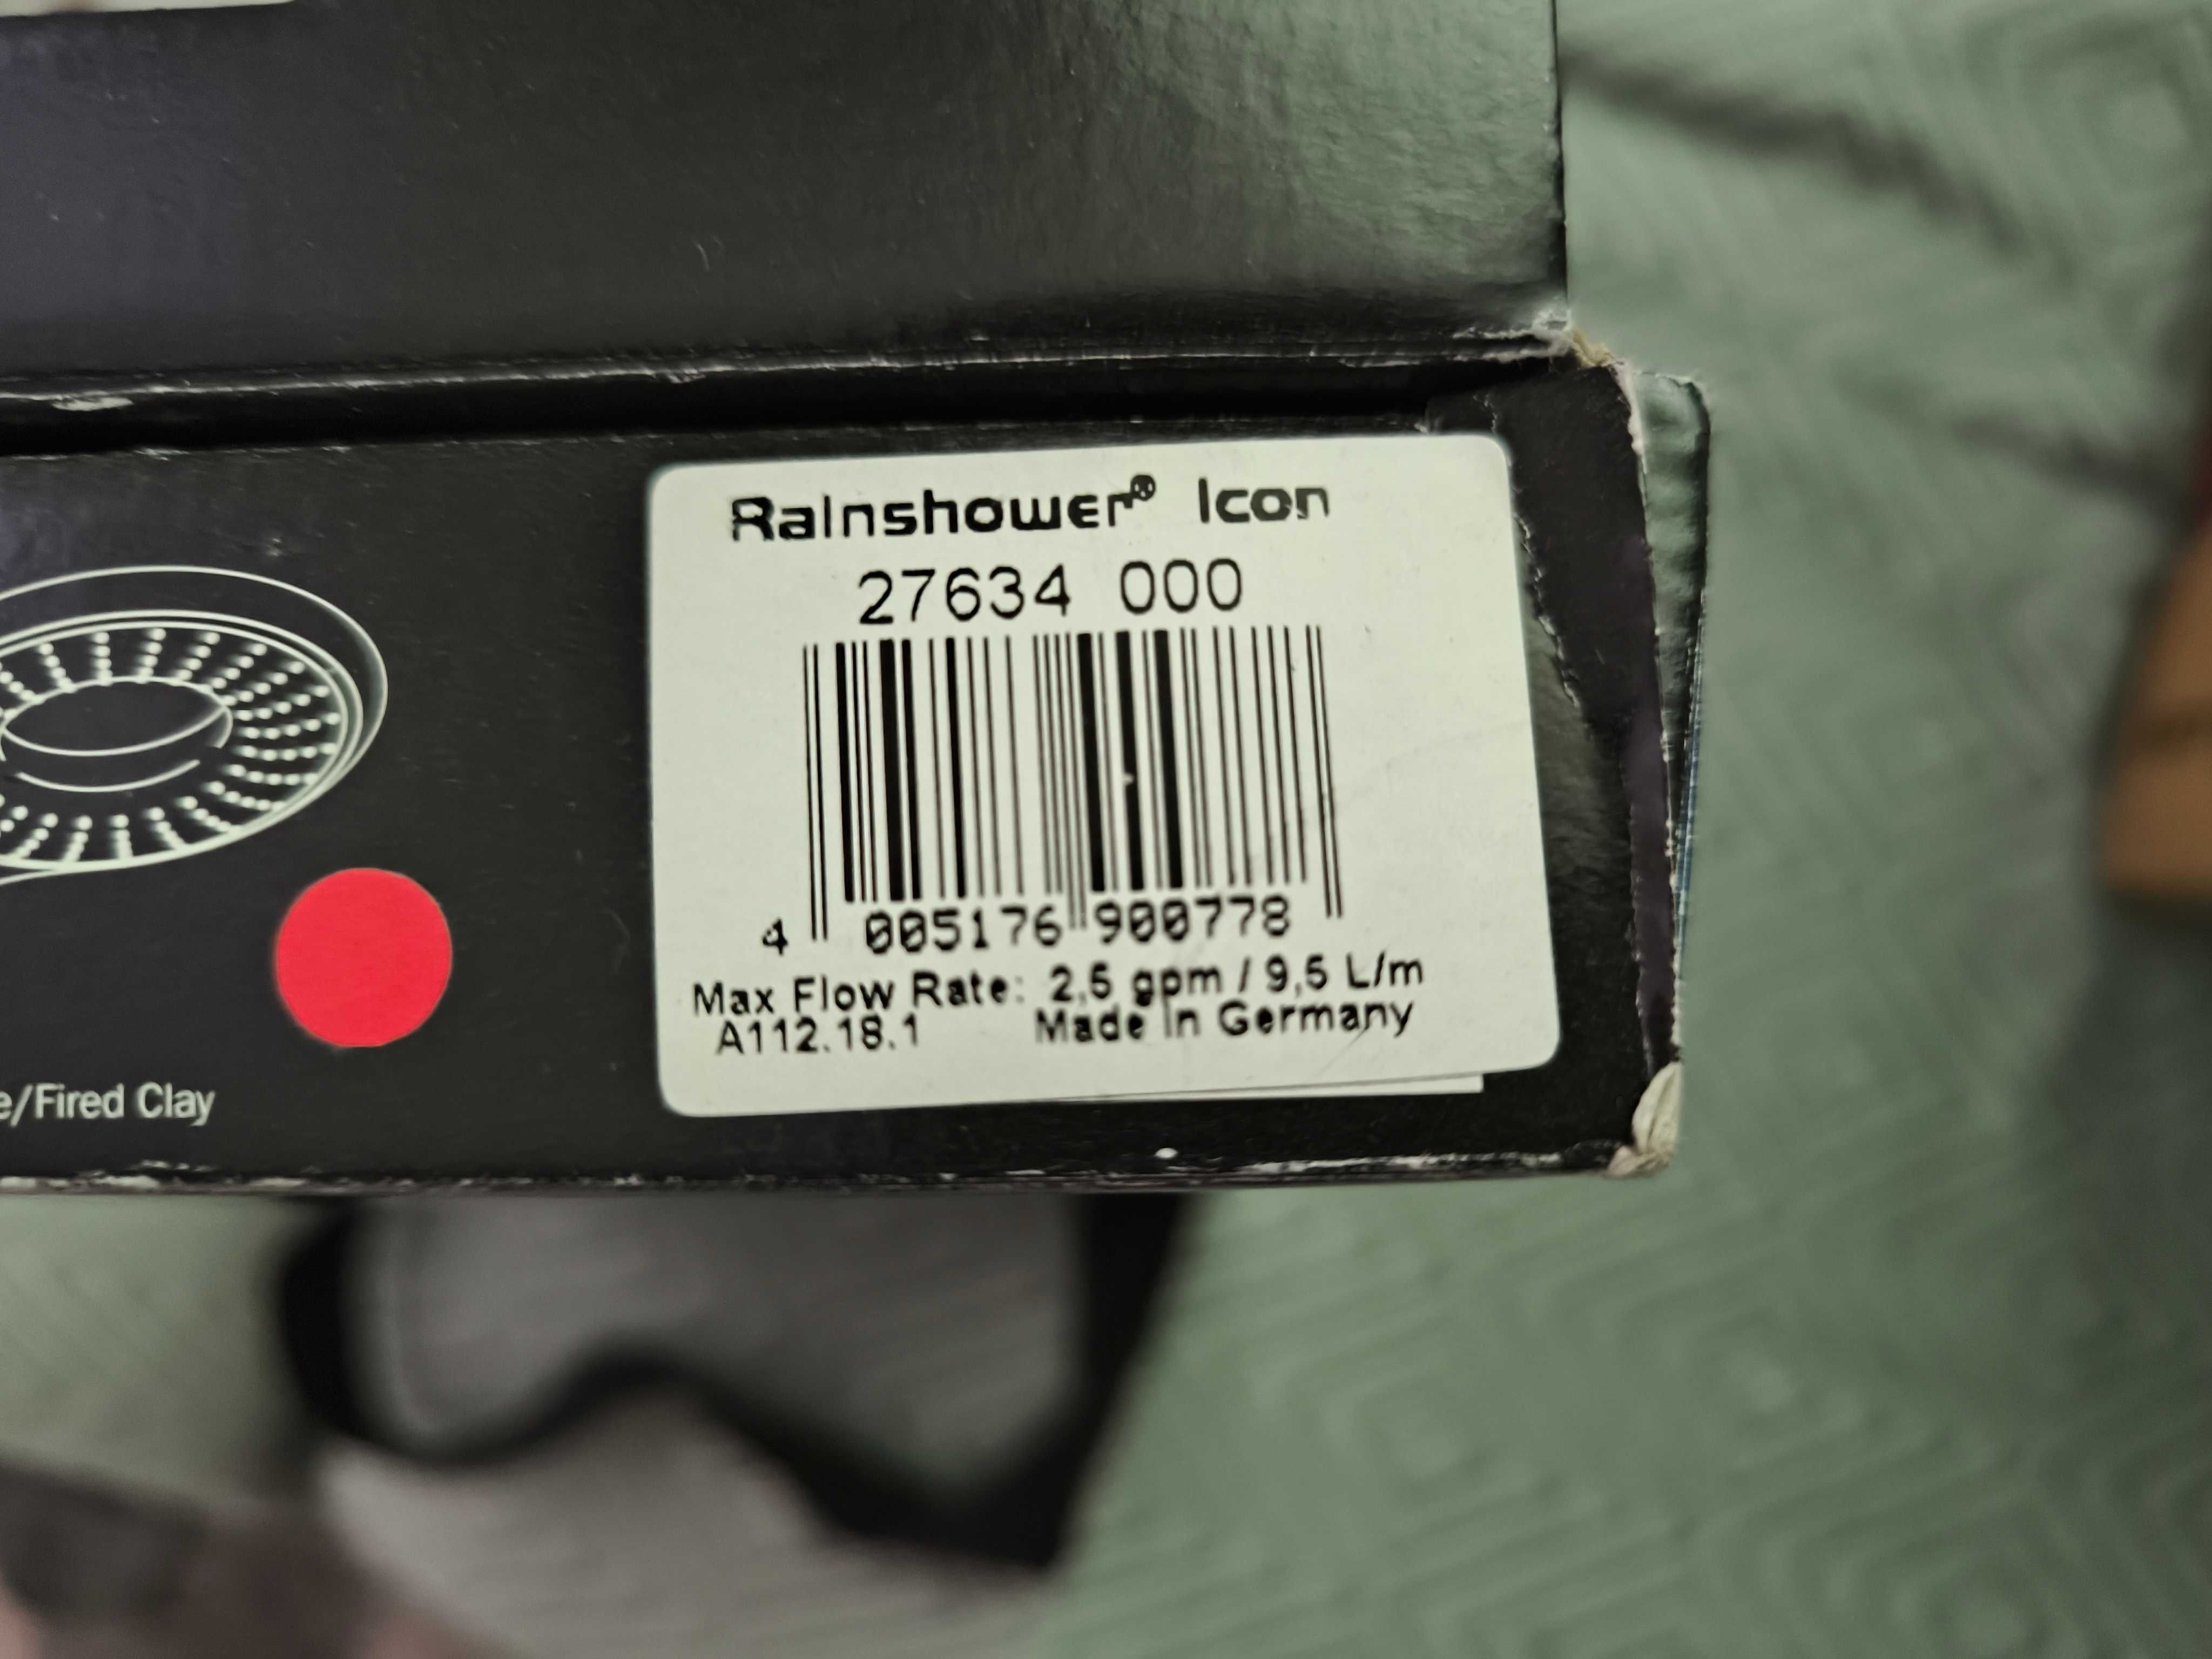 Rainshower® Icon
27634 000
4 005176 900778
Max Flow Rate: 2,5 gpm / 9,5 L/m
A112.18.1 Made in Germany
e/Fired Clay